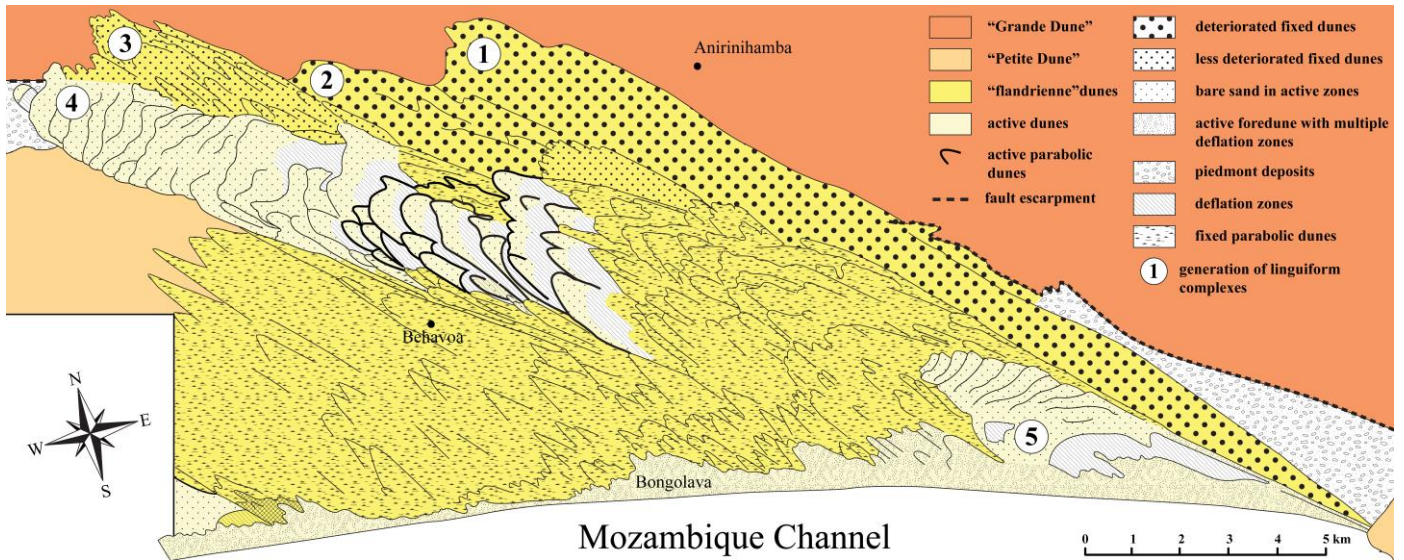 3
2
1
4
Anirinihamba
Behavoa
5
Bongolava
Mozambique Channel
N
E
W
S
“Grande Dune”
“Petite Dune”
“flandrienne”dunes
active dunes
active parabolic
dunes
fault escarpment
deteriorated fixed dunes
less deteriorated fixed dunes
bare sand in active zones
active foredune with multiple
deflation zones
piedmont deposits
deflation zones
fixed parabolic dunes
1
generation of linguiform
complexes
0 1 2 3 4 5 km